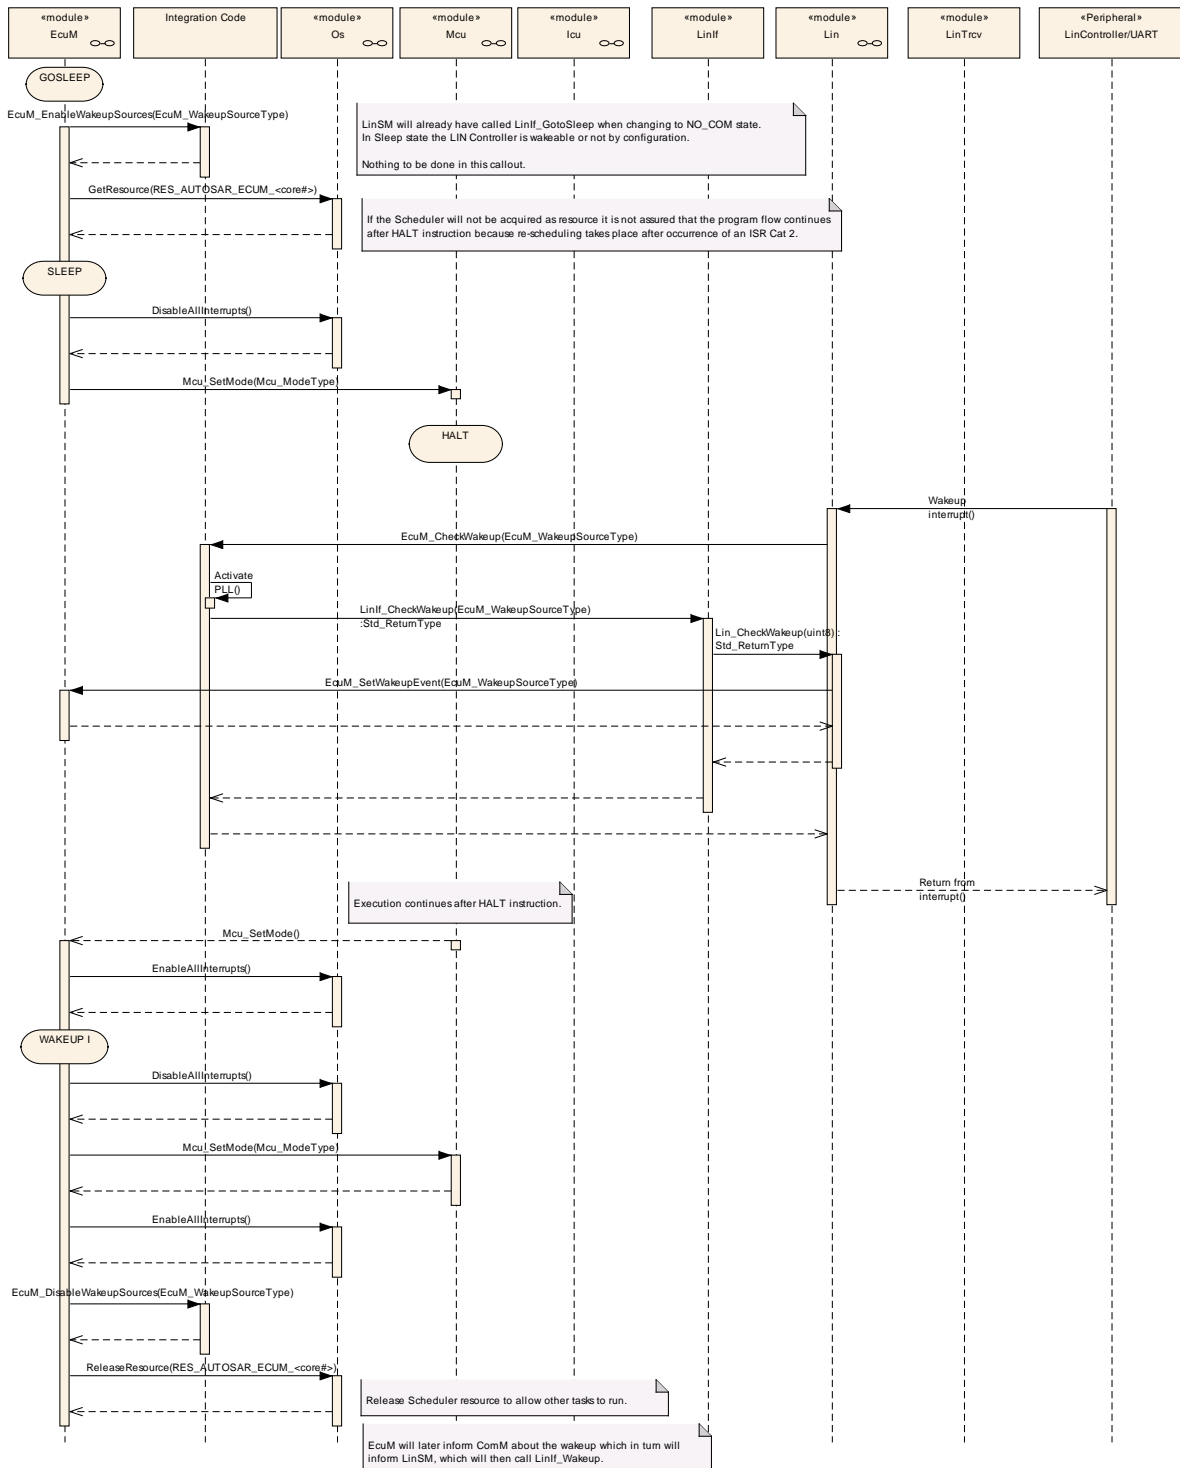 «module»
EcuM
Integration Code
«module»
Os
«module»
Mcu
«module»
Icu
«module»
LinIf
«module»
Lin
«module»
LinTrcv
«Peripheral»
LinController/UART
GOSLEEP
EcuM_EnableWakeupSources(EcuM_WakeupSourceType)
LinSM will already have called LinIf_GotoSleep when changing to NO_COM state.
In Sleep state the LIN Controller is wakeable or not by configuration.
Nothing to be done in this callout.
GetResource(RES_AUTOSAR_ECUM_<core#>)
If the Scheduler will not be acquired as resource it is not assured that the program flow continues
after HALT instruction because re-scheduling takes place after occurrence of an ISR Cat 2.
SLEEP
DisableAllInterrupts()
Mcu_SetMode(Mcu_ModeType)
HALT
Wakeup
interrupt()
EcuM_CheckWakeup(EcuM_WakeupSourceType)
Activate
PLL()
LinIf_CheckWakeup(EcuM_WakeupSourceType)
:Std_ReturnType
Lin_CheckWakeup(uint8) :
Std_ReturnType
EcuM_SetWakeupEvent(EcuM_WakeupSourceType)
Return from
interrupt()
Execution continues after HALT instruction.
Mcu_SetMode()
EnableAllInterrupts()
WAKEUP I
DisableAllInterrupts()
Mcu_SetMode(Mcu_ModeType)
EnableAllInterrupts()
EcuM_DisableWakeupSources(EcuM_WakeupSourceType)
ReleaseResource(RES_AUTOSAR_ECUM_<core#>)
Release Scheduler resource to allow other tasks to run.
EcuM will later inform ComM about the wakeup which in turn will
inform LinSM, which will then call LinIf_Wakeup.